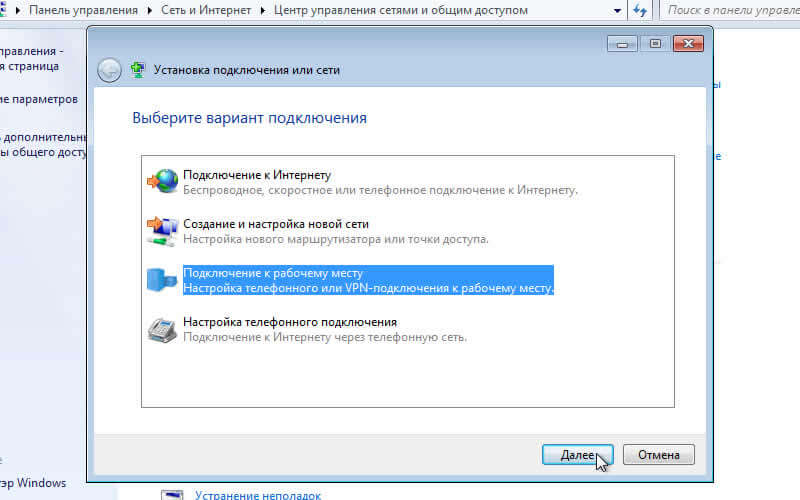 Панель управления Сеть и Интернет Центр управления сетями и общим доступом
Поиск в панели управле
правления -
я страница
Установка подключения или сети
ие параметров
Выберите вариант подключения
дополнительн
ы общего дост
Подключение к Интернету
Беспроводное, скоростное или телефонное подключение к Интернету.
Создание и настройка новой сети
Настройка нового маршрутизатора или точки доступа.
Подключение к рабочему месту
Настройка телефонного или VPN-подключения к рабочему месту.
Настройка телефонного подключения
Подключение к Интернету через телефонную сеть.
Далее
Отмена
эр Windows
Устранение неполадок